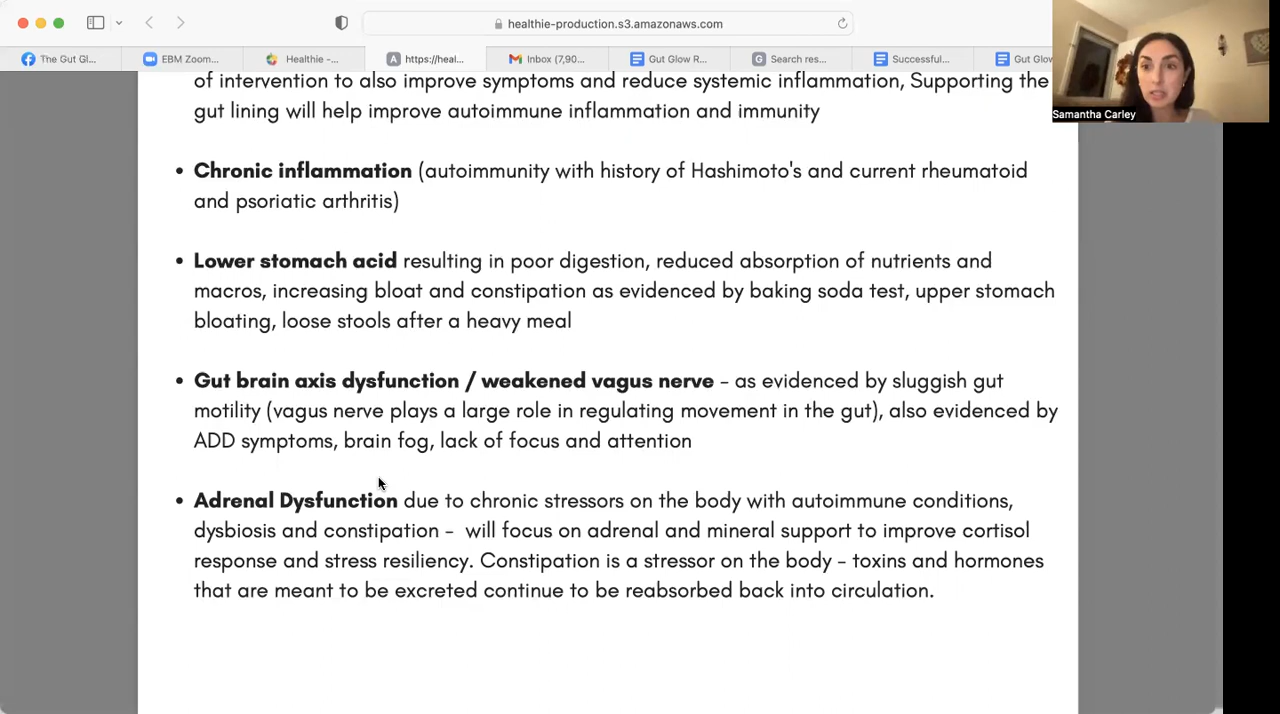 healthie-production.s3.amazonaws.com
The Gut Gl...
EBM Zoom...
Healthie -...
https://heal...
Inbox (7,90...
Gut Glow R...
Search res...
Successful...
Gut Glow
Samantha Carley
of intervention to also improve symptoms and reduce systemic inflammation, Supporting the
gut lining will help improve autoimmune inflammation and immunity
• Chronic inflammation (autoimmunity with history of Hashimoto's and current rheumatoid
and psoriatic arthritis)
• Lower stomach acid resulting in poor digestion, reduced absorption of nutrients and
macros, increasing bloat and constipation as evidenced by baking soda test, upper stomach
bloating, loose stools after a heavy meal
• Gut brain axis dysfunction / weakened vagus nerve - as evidenced by sluggish gut
motility (vagus nerve plays a large role in regulating movement in the gut), also evidenced by
ADD symptoms, brain fog, lack of focus and attention
• Adrenal Dysfunction due to chronic stressors on the body with autoimmune conditions,
dysbiosis and constipation - will focus on adrenal and mineral support to improve cortisol
response and stress resiliency. Constipation is a stressor on the body - toxins and hormones
that are meant to be excreted continue to be reabsorbed back into circulation.